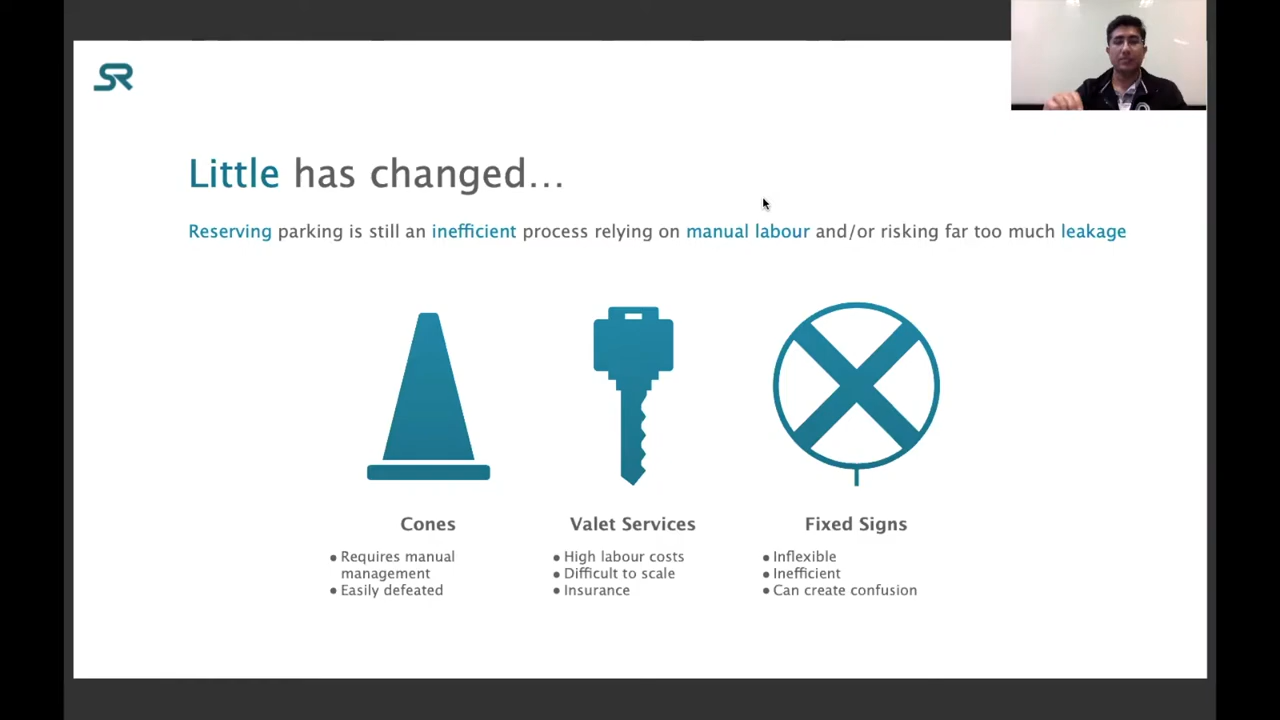 SR
Little has changed...
Reserving parking is still an inefficient process relying on manual labour and/or risking far too much leakage
Cones
• Requires manual
management
• Easily defeated
Valet Services
• High labour costs
• Difficult to scale
• Insurance
Fixed Signs
• Inflexible
• Inefficient
• Can create confusion